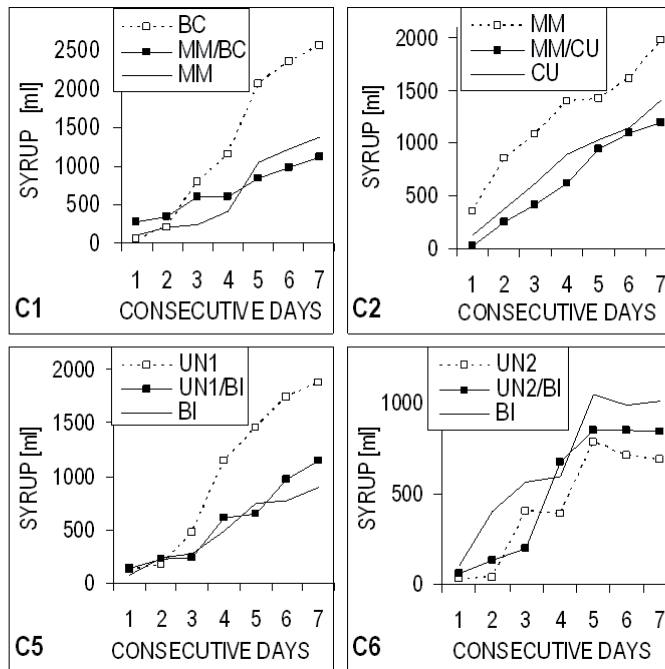 BC
MM/BC
MM
SYRUP [ml]
2500
2000
1500
1000
500
0
1 2 3 4 5 6 7
C1
CONSECUTIVE DAYS
MM
MM/CU
CU
SYRUP [ml]
2000
1500
1000
500
0
1 2 3 4 5 6 7
C2
CONSECUTIVE DAYS
UN1
UN1/BI
BI
SYRUP [ml]
2000
1500
1000
500
0
1 2 3 4 5 6 7
C5
CONSECUTIVE DAYS
UN2
UN2/BI
BI
SYRUP [ml]
1000
500
0
1 2 3 4 5 6 7
C6
CONSECUTIVE DAYS